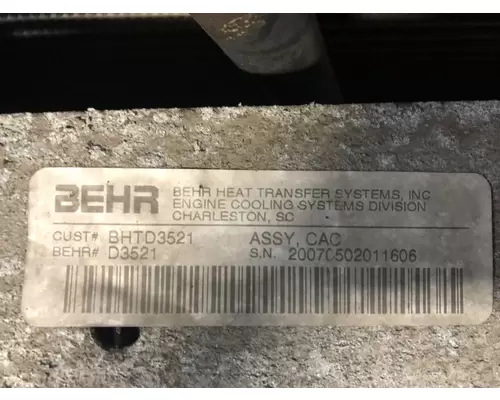 BEHR
BEHR HEAT TRANSFER SYSTEMS, INC
ENGINE COOLING SYSTEMS DIVISION
CHARLESTON, SC
CUST# BHTD3521 ASSY, CAC
BEHR# D3521 S.N. 20070502011606